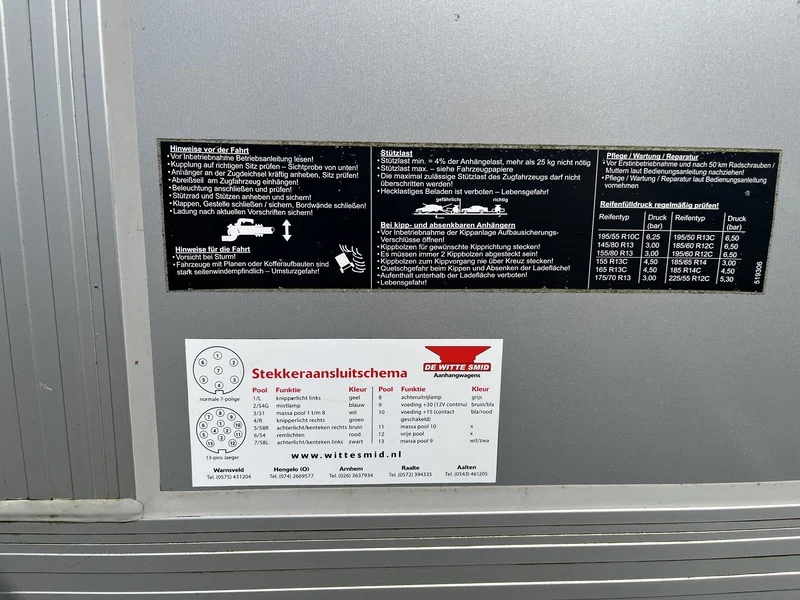 Hinweise vor der Fahrt
•Vor Inbetriebnahme Betriebsanleitung lesen!
•Kupplung auf richtigen Sitz prüfen – Sichtprobe von unten!
•Anhänger an der Zugdeichsel kräftig anheben, Sitz prüfen!
•Abreißseil am Zugfahrzeug einhängen!
•Beleuchtung anschließen und prüfen!
•Stützrad und Stützen anheben und sichern!
•Klappen, Gestelle schließen / sichern, Bordwände schließen!
•Ladung nach aktuellen Vorschriften sichern!
Hinweise für die Fahrt
•Vorsicht bei Sturm!
•Fahrzeuge mit Planen oder Kofferaufbauten sind
stark seitenwindempfindlich – Umsturzgefahr!
Stützlast
•Stützlast min. = 4% der Anhängelast, mehr als 25 kg nicht nötig
•Stützlast max. – siehe Fahrzeugpapiere
•Die maximal zulässige Stützlast des Zugfahrzeugs darf nicht
überschritten werden!
•Hecklastiges Beladen ist verboten – Lebensgefahr!
gefährlich richtig
Bei kipp- und absenkbaren Anhängern
•Vor Inbetriebnahme der Kippanlage Aufbausicherungs-
Verschlüsse öffnen!
•Kippbolzen für gewünschte Kipprichtung stecken!
•Es müssen immer 2 Kippbolzen abgesteckt sein!
•Kippbolzen zum Kippvorgang nie über Kreuz stecken!
•Quetschgefahr beim Kippen und Absenken der Ladefläche!
•Aufenthalt unterhalb der Ladefläche verboten!
•Lebensgefahr!
Pflege / Wartung / Reparatur
•Vor Erstinbetriebnahme und nach 50 km Radschrauben /
Muttern laut Bedienungsanleitung nachziehen!
•Pflege / Wartung / Reparatur laut Bedienungsanleitung
vornehmen
Reifenfülldruck regelmäßig prüfen!
Reifentyp Druck (bar) Reifentyp Druck (bar)
195/55 R10C 6,25 195/50 R13C 6,50
145/80 R13 3,00 185/60 R12C 6,50
155/80 R13 3,00 195/60 R12C 6,50
155 R13C 4,50 185/65 R14 3,00
165 R13C 4,50 185 R14C 4,50
175/70 R13 3,00 225/55 R12C 5,30
519306
1
6 2
7
5 3
4
normale 7-polige
13-pins Jaeger
Stekkeraansluitschema
DE WITTE SMID
Aanhangwagens
Pool Funktie Kleur Pool Funktie Kleur
1/L knipperlicht links geel 8 achteruitrijlamp grijs
2/54G mistlamp blauw 9 voeding +30 (12V continu) bruin/bla
3/31 massa pool 1 t/m 8 wit 10 voeding +15 (contact bla/rood
4/R knipperlicht rechts groen geschakeld)
5/58R achterlicht/kenteken rechts bruin 11 massa pool 10 x
6/54 remlichten rood 12 vrije pool x
7/58L achterlicht/kenteken links zwart 13 massa pool 9 wit/zwa
www.wittesmid.nl
Warnsveld Hengelo (O) Arnhem Raalte Aalten
Tel. (0575) 431204 Tel. (074) 2669577 Tel. (026) 3637934 Tel. (0572) 394335 Tel. (0543) 461205